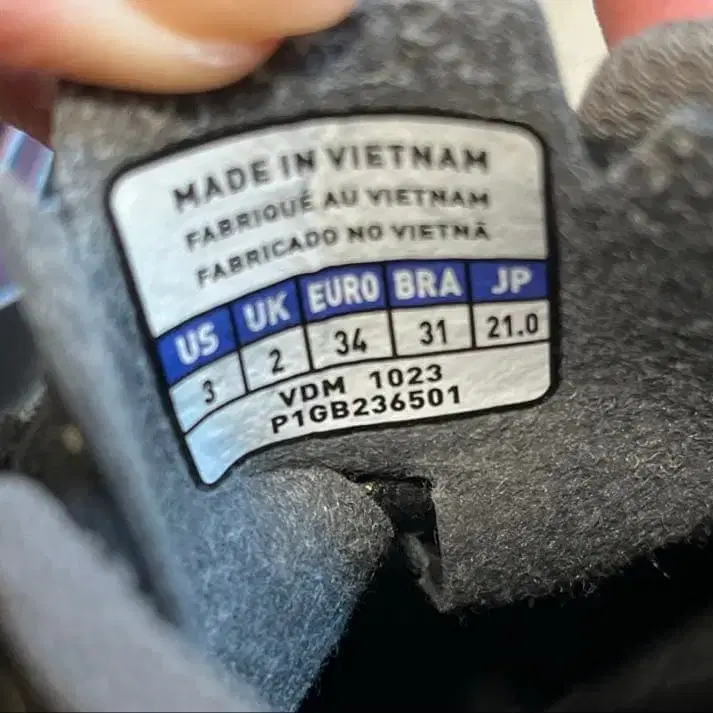 MADE IN VIETNAM
FABRIQUÉ AU VIETNAM
FABRICADO NO VIETNÃ
US UK EURO BRA JP
3 2 34 31 21.0
VDM 1023
P1GB236501